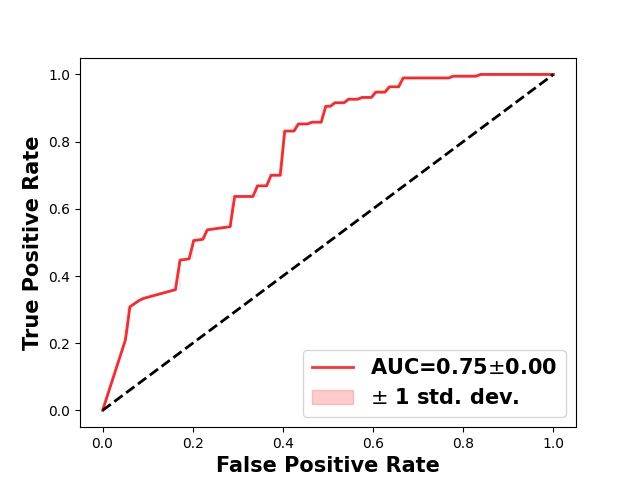 1.0
0.8
0.6
0.4
0.2
0.0
True Positive Rate
AUC=0.75±0.00
± 1 std. dev.
0.0 0.2 0.4 0.6 0.8 1.0
False Positive Rate